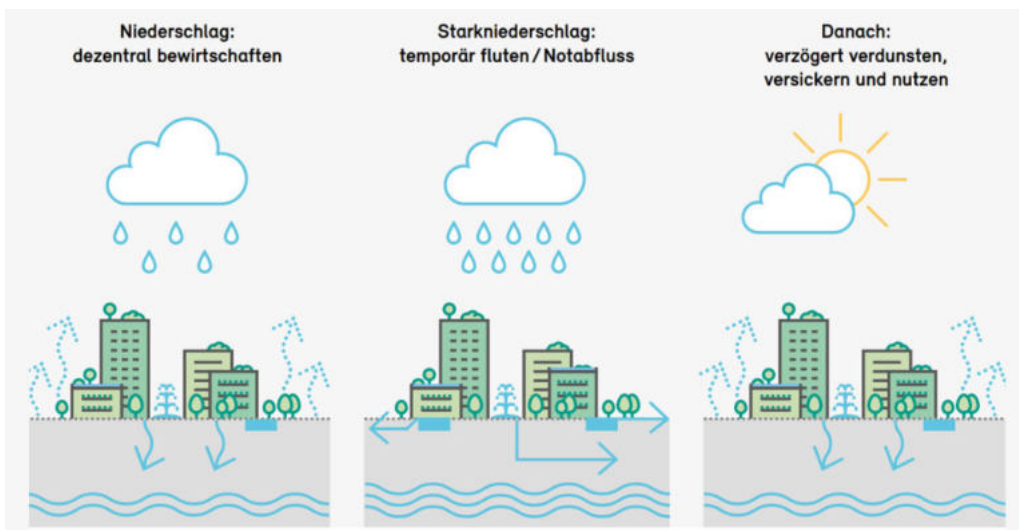 Niederschlag:
dezentral bewirtschaften
Starkniederschlag:
temporär fluten / Notabfluss
Danach:
verzögert verdunsten,
versickern und nutzen